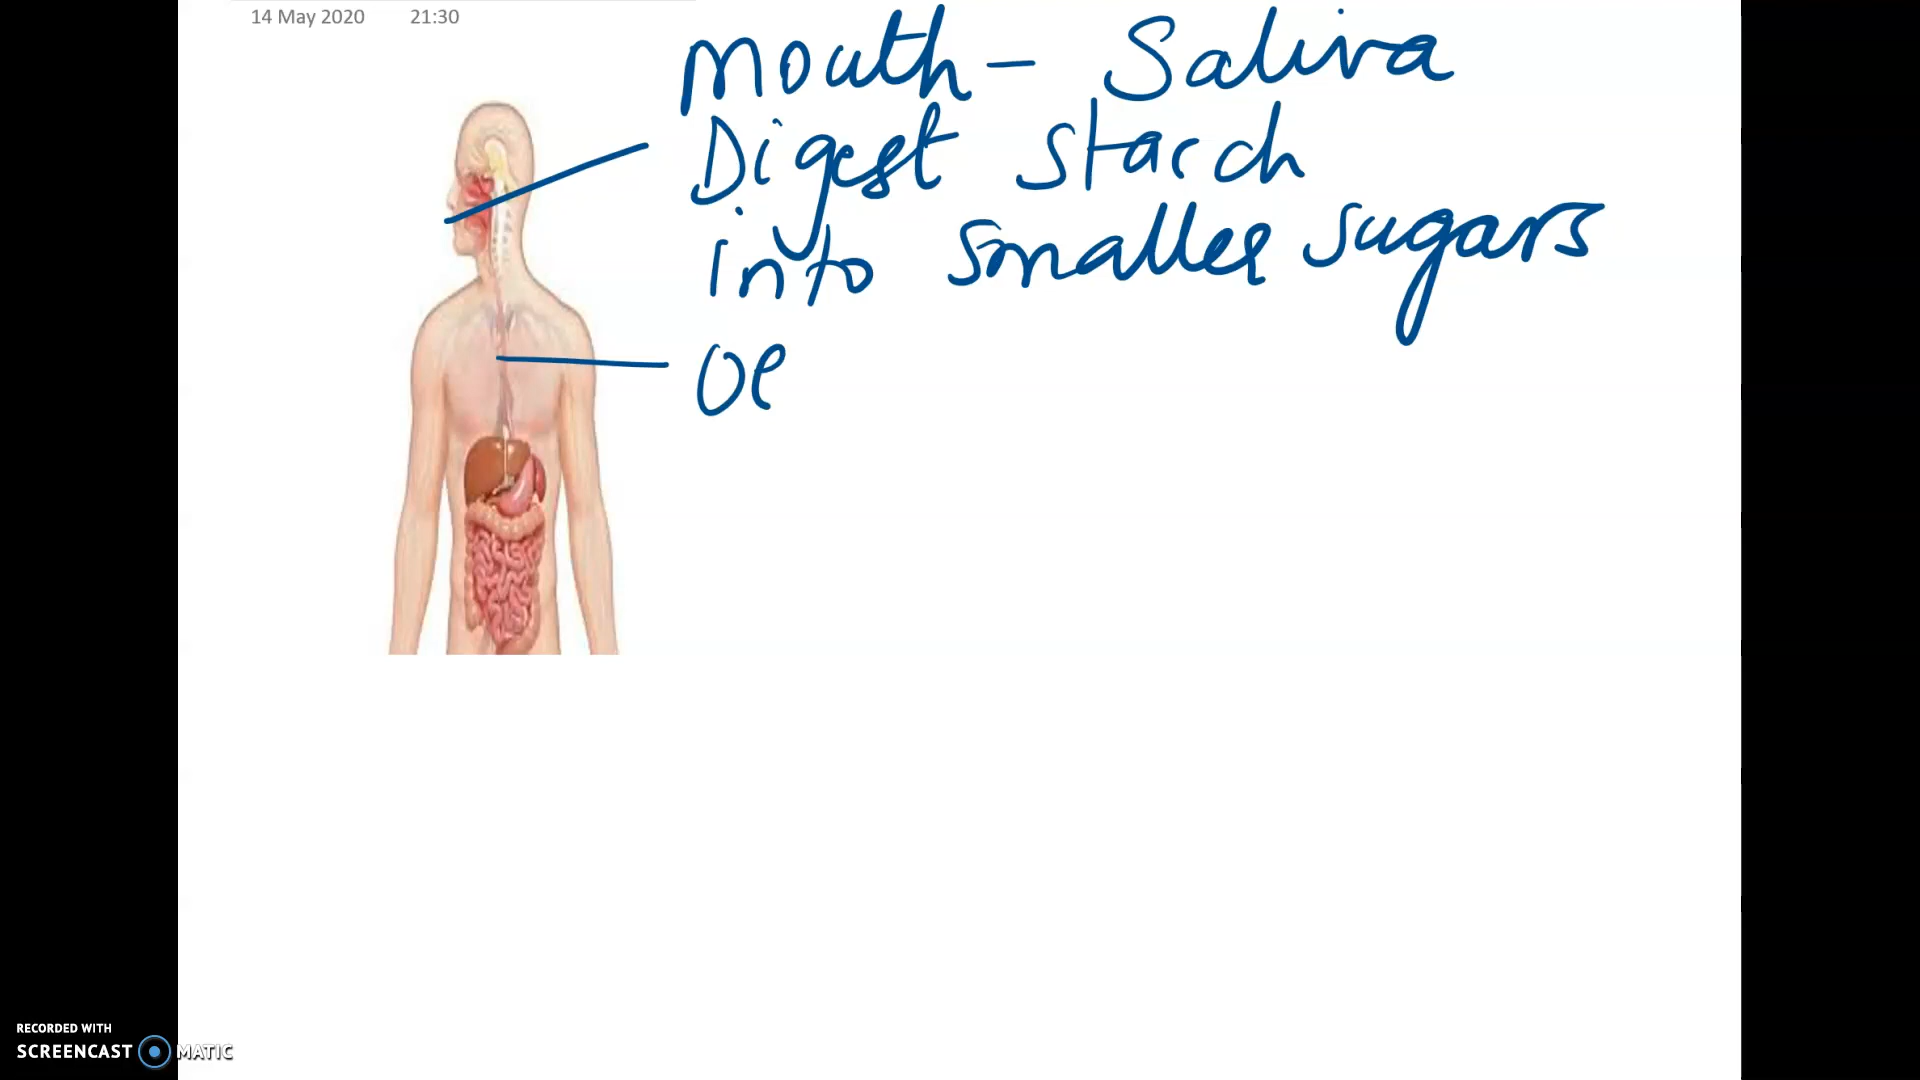 14 May 2020 21:30
Mouth - Saliva
Digest starch
into smaller sugars
oe
RECORDED WITH
SCREENCAST MATIC